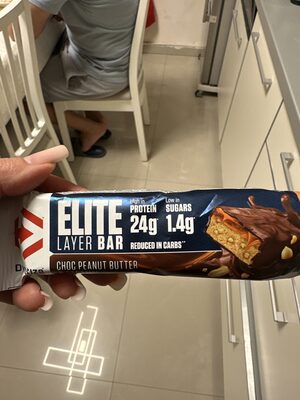 ELITE
LAYER BAR
High in
PROTEIN
24g
Low in
SUGARS
1.4g
REDUCED IN CARBS**
CHOC PEANUT BUTTER